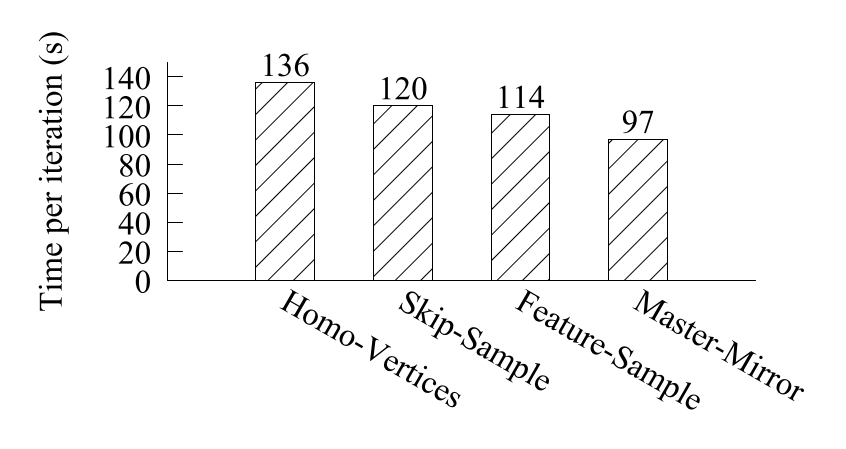 Time per iteration (s)
140
120
100
80
60
40
20
0
136
120
114
97
Homo-Vertices
Skip-Sample
Feature-Sample
Master-Mirror